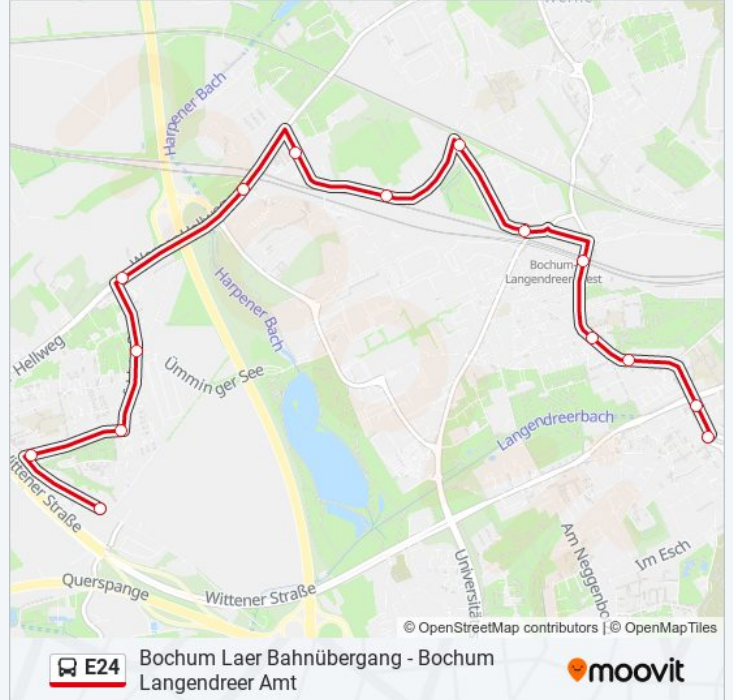 Werne
Harpener Bach
Bochum-
Langendreer West
Harpener Bach
Hellweg
Ümminger See
Langendreerbach
Wittener Straße
Am Neggenbo
Im Esch
Universitä
Querspange
Wittener Straße
© OpenStreetMap contributors | © OpenMapTiles
E24
Bochum Laer Bahnübergang - Bochum
Langendreer Amt
moovit